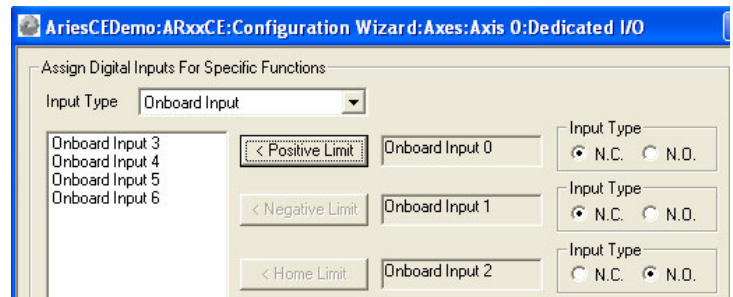 AriesCEDemo:ARxxCE:Configuration Wizard:Axes:Axis 0:Dedicated I/O
Assign Digital Inputs For Specific Functions
Input Type Onboard Input
Onboard Input 3
Onboard Input 4
Onboard Input 5
Onboard Input 6
< Positive Limit Onboard Input 0
Input Type
N.C. N.O.
< Negative Limit Onboard Input 1
Input Type
N.C. N.O.
< Home Limit Onboard Input 2
Input Type
N.C. N.O.